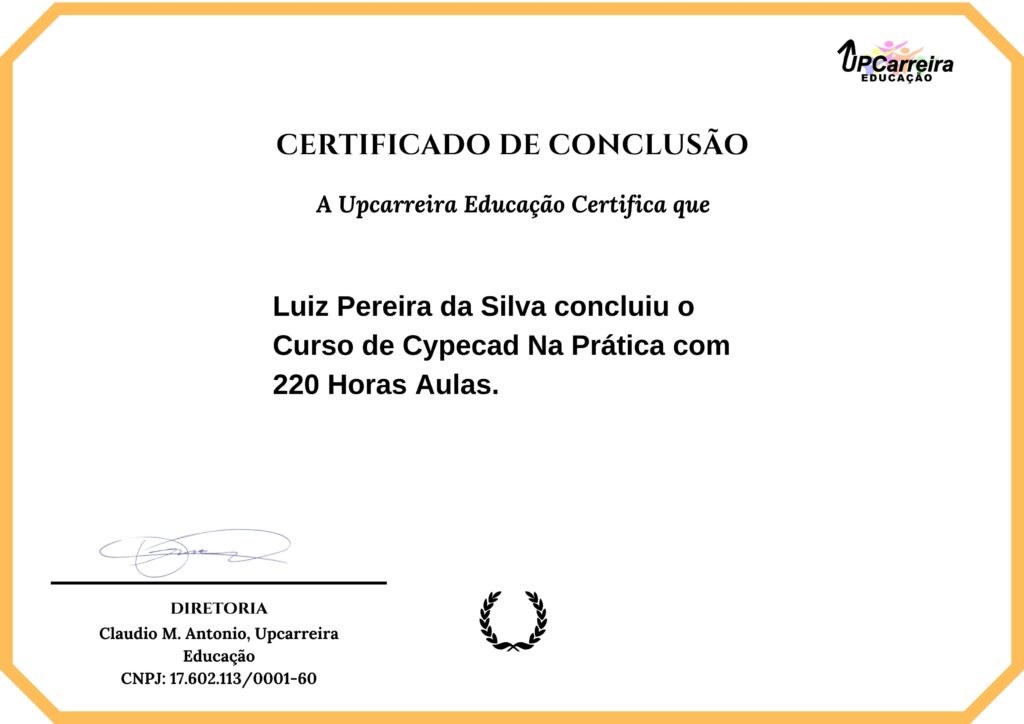 UPCarreira
EDUCAÇÃO
CERTIFICADO DE CONCLUSÃO
A Upcarreira Educação Certifica que
Luiz Pereira da Silva concluiu o
Curso de Cypecad Na Prática com
220 Horas Aulas.
DIRETORIA
Claudio M. Antonio, Upcarreira
Educação
CNPJ: 17.602.113/0001-60